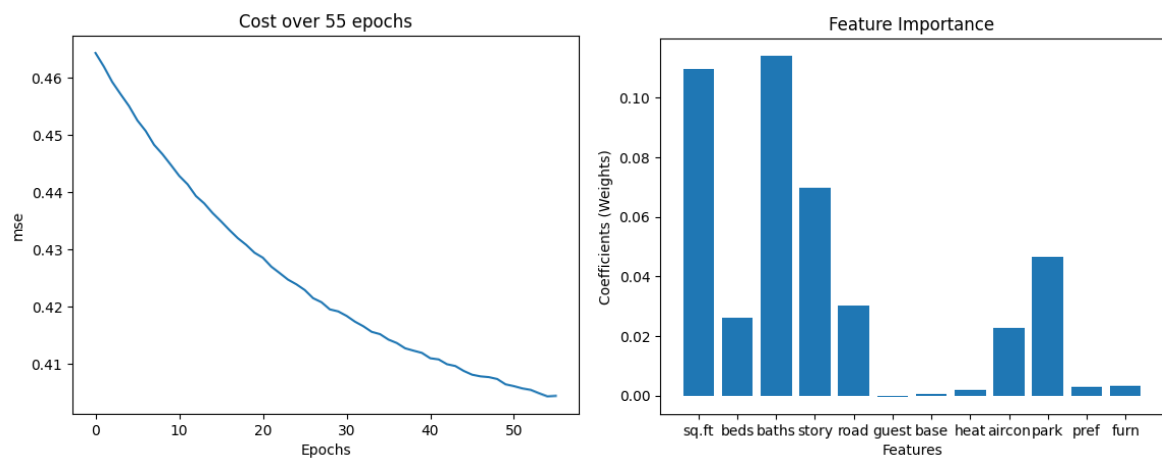 Cost over 55 epochs
mse
0.46
0.45
0.44
0.43
0.42
0.41
0 10 20 30 40 50
Epochs
Feature Importance
Coefficients (Weights)
0.10
0.08
0.06
0.04
0.02
0.00
sq.ft beds baths story road guest base heat aircon park pref furn
Features